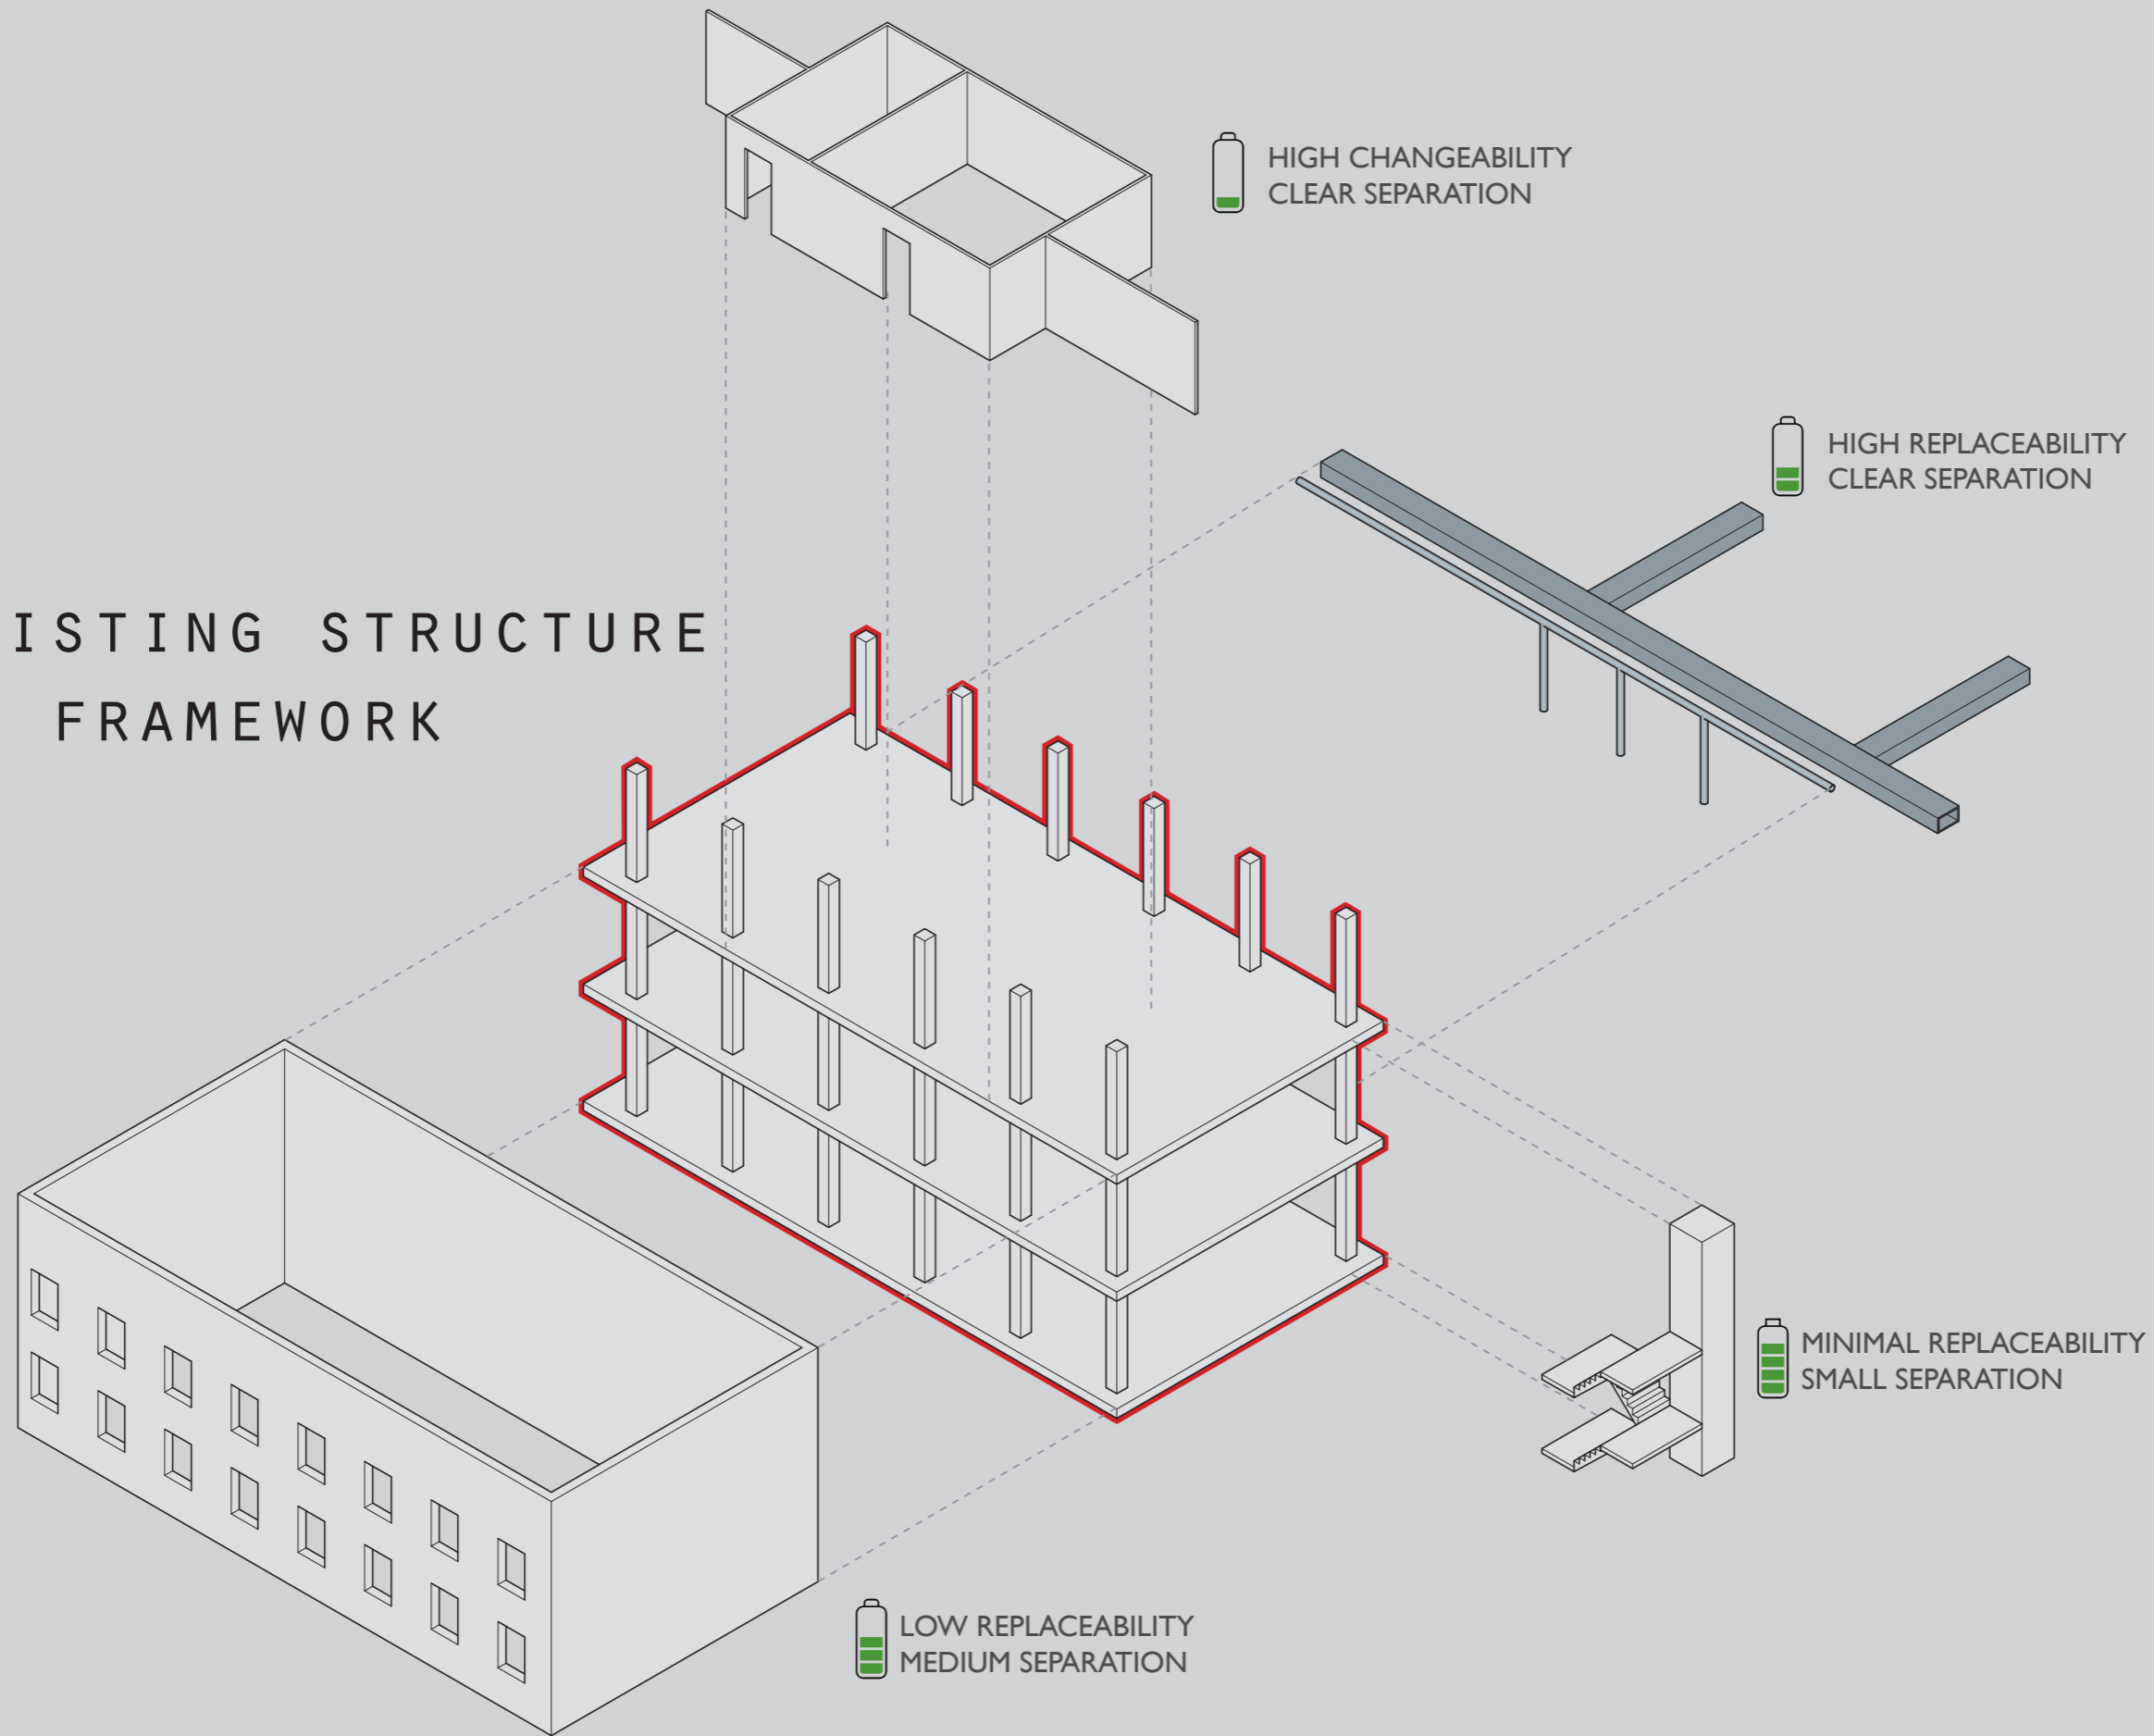 HIGH CHANGEABILITY
CLEAR SEPARATION
HIGH REPLACEABILITY
CLEAR SEPARATION
ISTING STRUCTURE
FRAMEWORK
MINIMAL REPLACEABILITY
SMALL SEPARATION
LOW REPLACEABILITY
MEDIUM SEPARATION